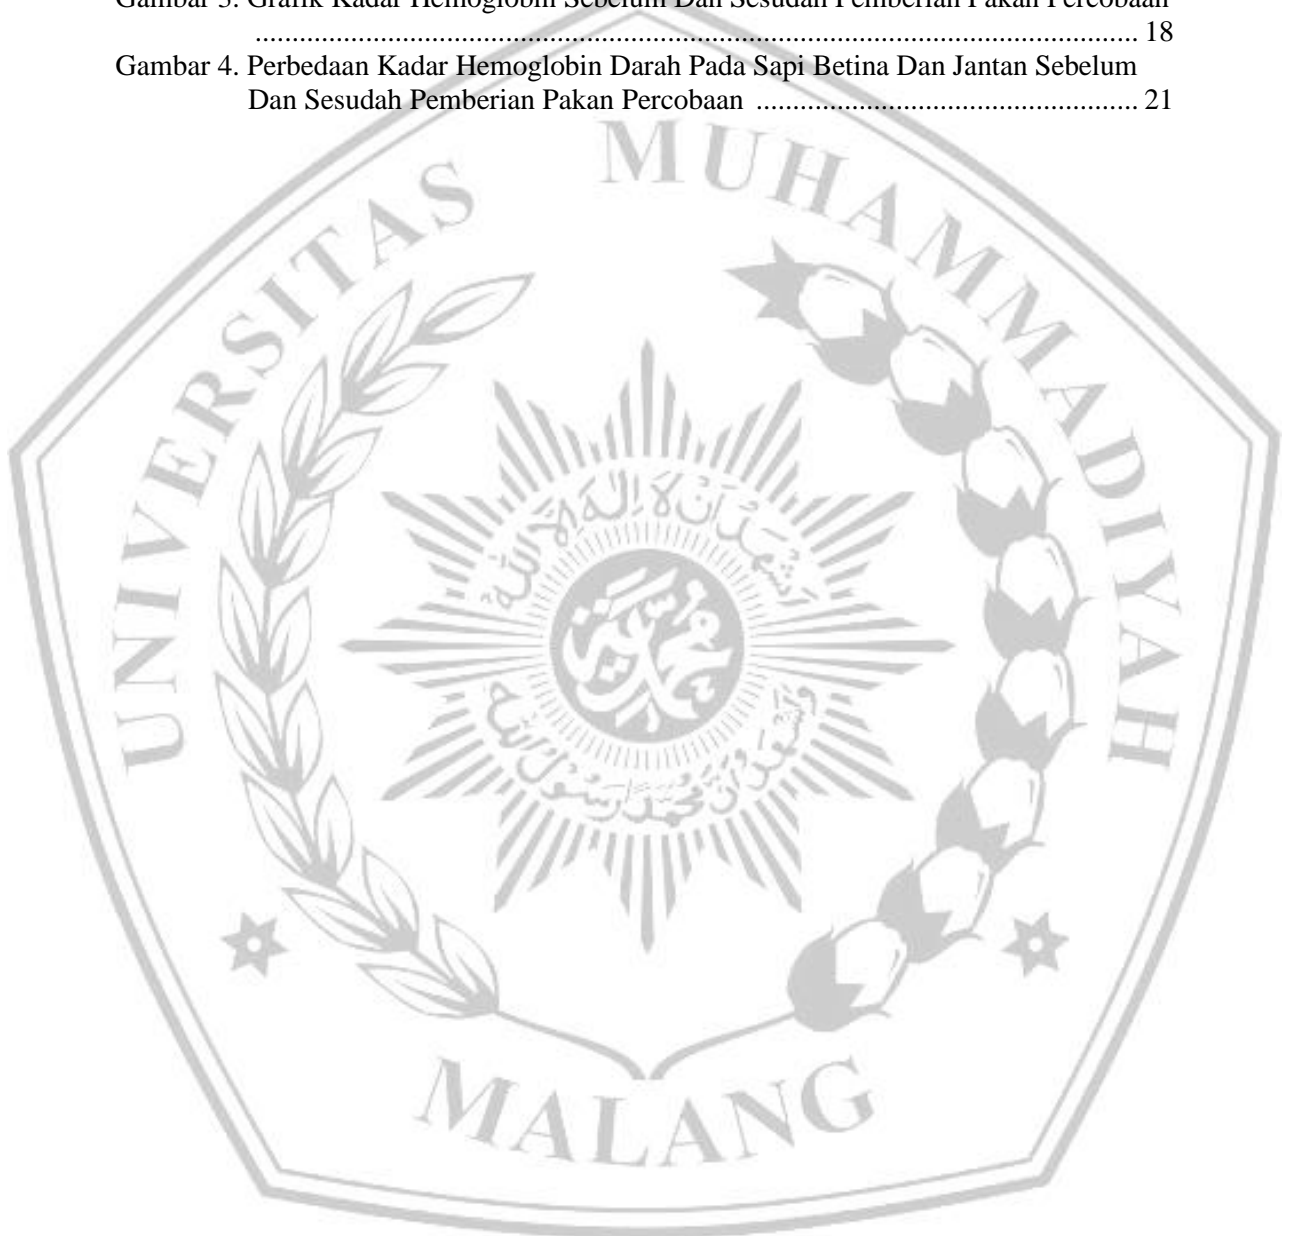 Gambar 3. Grafik Kadar Hemoglobin Sebelum Dan Sesudah Pemberian Pakan Percobaan
........................................................................................................................ 18
Gambar 4. Perbedaan Kadar Hemoglobin Darah Pada Sapi Betina Dan Jantan Sebelum
Dan Sesudah Pemberian Pakan Percobaan .................................................... 21
UNIVERSITAS MUHAMMADIYAH
MALANG